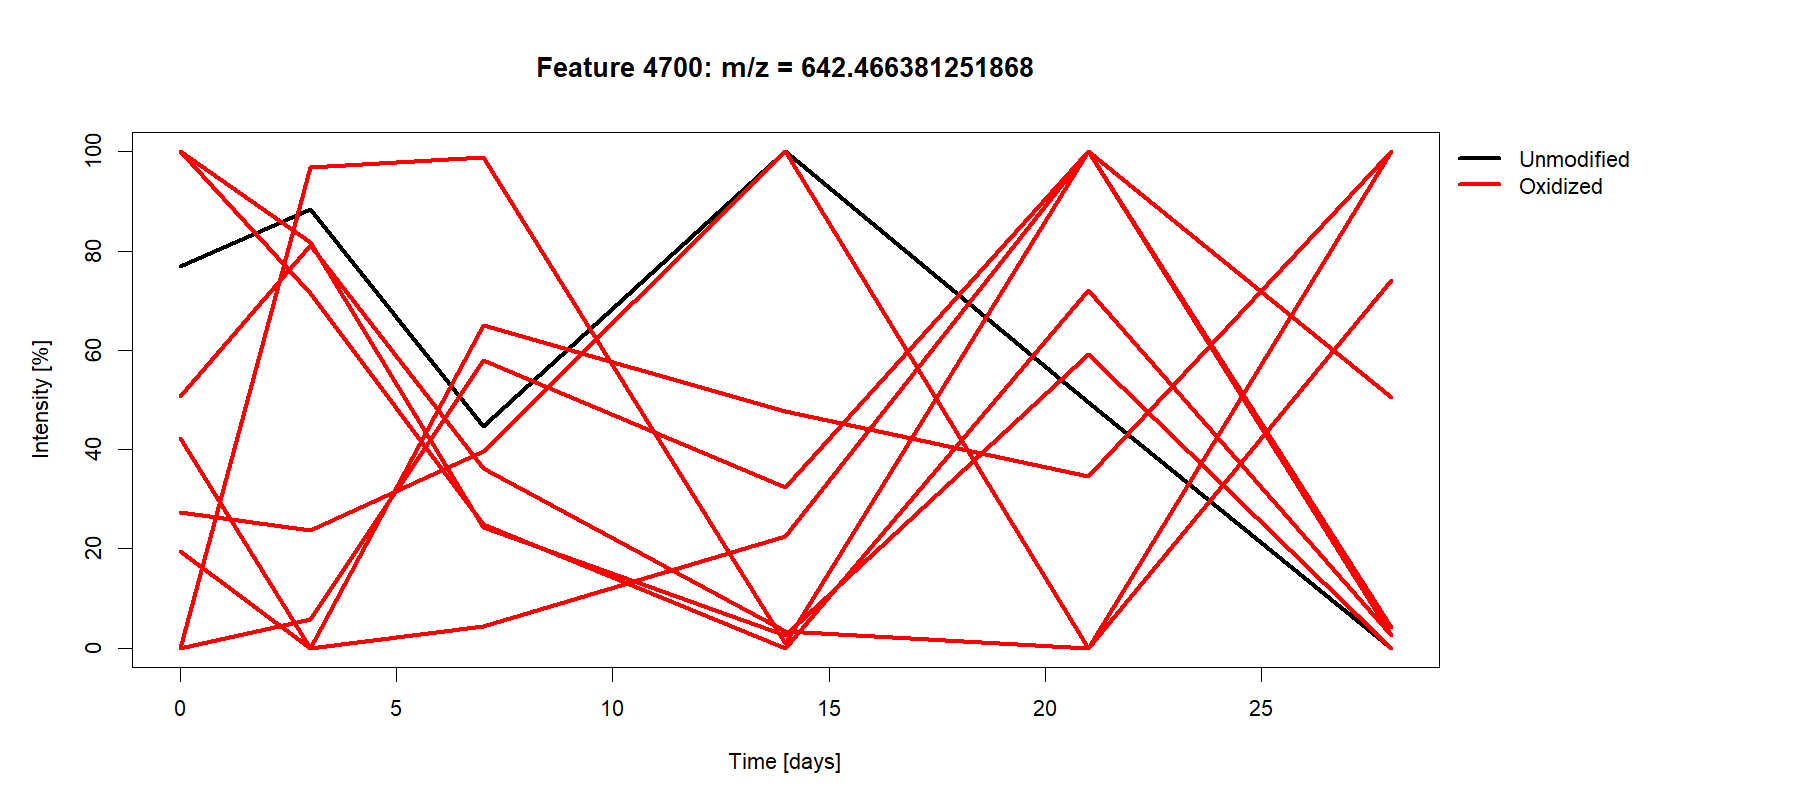 Feature 4700: m/z = 642.466381251868
Unmodified
Oxidized
100
80
60
40
20
0
Intensity [%]
0 5 10 15 20 25
Time [days]